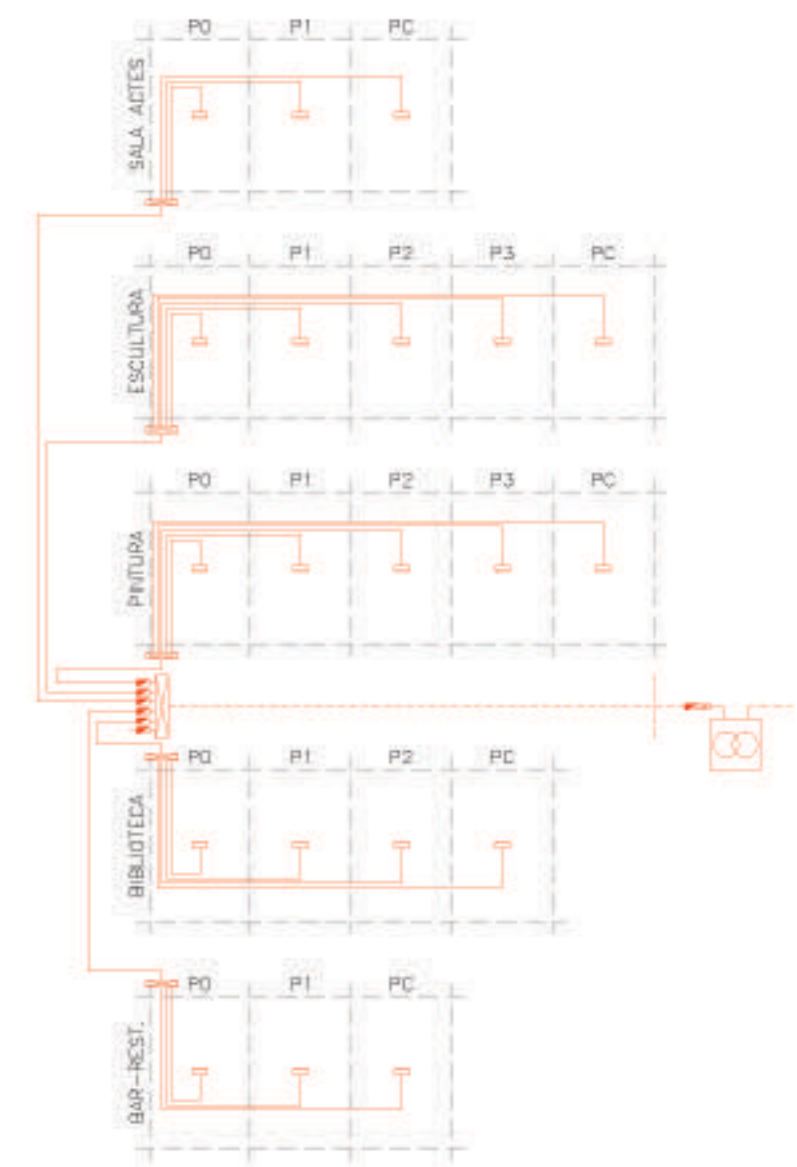 P0 P1 PC
SALA ACTES
P0 P1 P2 P3 PC
ESCULTURA
P0 P1 P2 P3 PC
PINTURA
P0 P1 P2 PC
BIBLIOTECA
P0 P1 PC
BAR-REST.